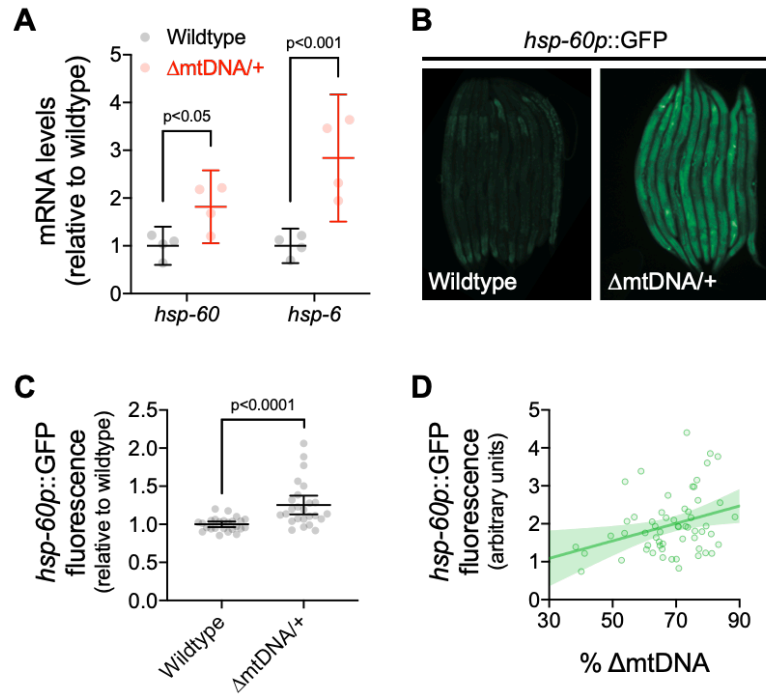 A
Wildtype
ΔmtDNA/+
mRNA levels
(relative to wildtype)
5
4
3
2
1
0
p<0.05
p<0.001
hsp-60
hsp-6
B
hsp-60p::GFP
Wildtype
ΔmtDNA/+
C
hsp-60p::GFP
fluorescence
(relative to wildtype)
2.5
2.0
1.5
1.0
0.5
0.0
p<0.0001
Wildtype
ΔmtDNA/+
D
hsp-60p::GFP
fluorescence
(arbitrary units)
5
4
3
2
1
0
30
50
70
90
% ΔmtDNA